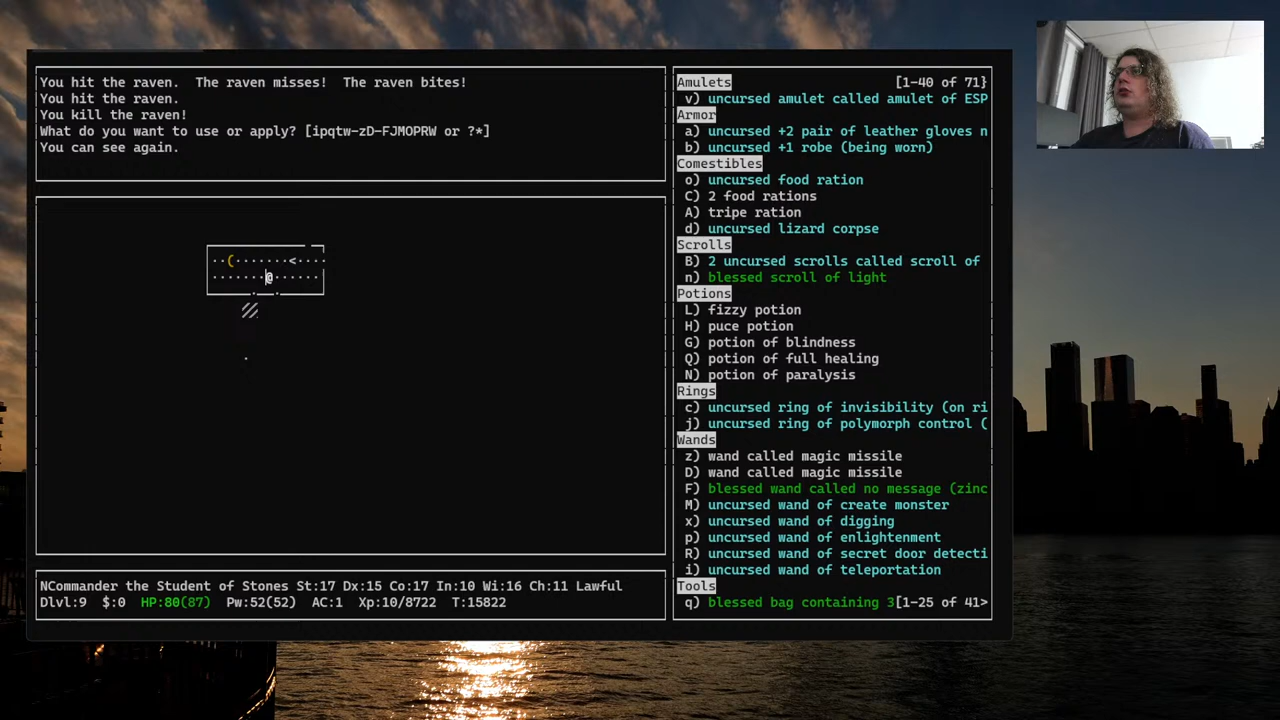 You hit the raven.  The raven misses!  The raven bites!
You hit the raven.
You kill the raven!
What do you want to use or apply? [ipqtw-zD-FJMOPRW or ?*]
You can see again.
··(·······<····
·······@······
NCommander the Student of Stones St:17 Dx:15 Co:17 In:10 Wi:16 Ch:11 Lawful
Dlvl:9  $:0  HP:80(87)  Pw:52(52)  AC:1  Xp:10/8722  T:15822
Amulets [1-40 of 71]
v) uncursed amulet called amulet of ESP
Armor
a) uncursed +2 pair of leather gloves n
b) uncursed +1 robe (being worn)
Comestibles
o) uncursed food ration
C) 2 food rations
A) tripe ration
d) uncursed lizard corpse
Scrolls
B) 2 uncursed scrolls called scroll of
n) blessed scroll of light
Potions
L) fizzy potion
H) puce potion
G) potion of blindness
Q) potion of full healing
N) potion of paralysis
Rings
c) uncursed ring of invisibility (on ri
j) uncursed ring of polymorph control (
Wands
z) wand called magic missile
D) wand called magic missile
F) blessed wand called no message (zinc
M) uncursed wand of create monster
x) uncursed wand of digging
p) uncursed wand of enlightenment
R) uncursed wand of secret door detecti
i) uncursed wand of teleportation
Tools
q) blessed bag containing 3[1-25 of 41>